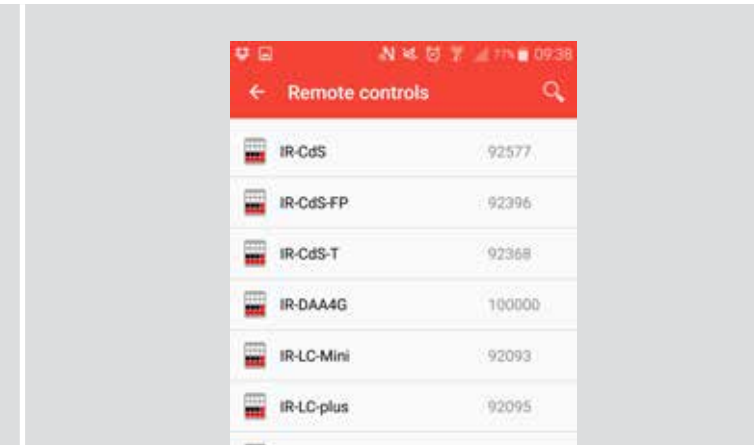 77% 09:38
Remote controls
IR-CdS 92577
IR-CdS-FP 92396
IR-CdS-T 92368
IR-DAA4G 100000
IR-LC-Mini 92093
IR-LC-plus 92095